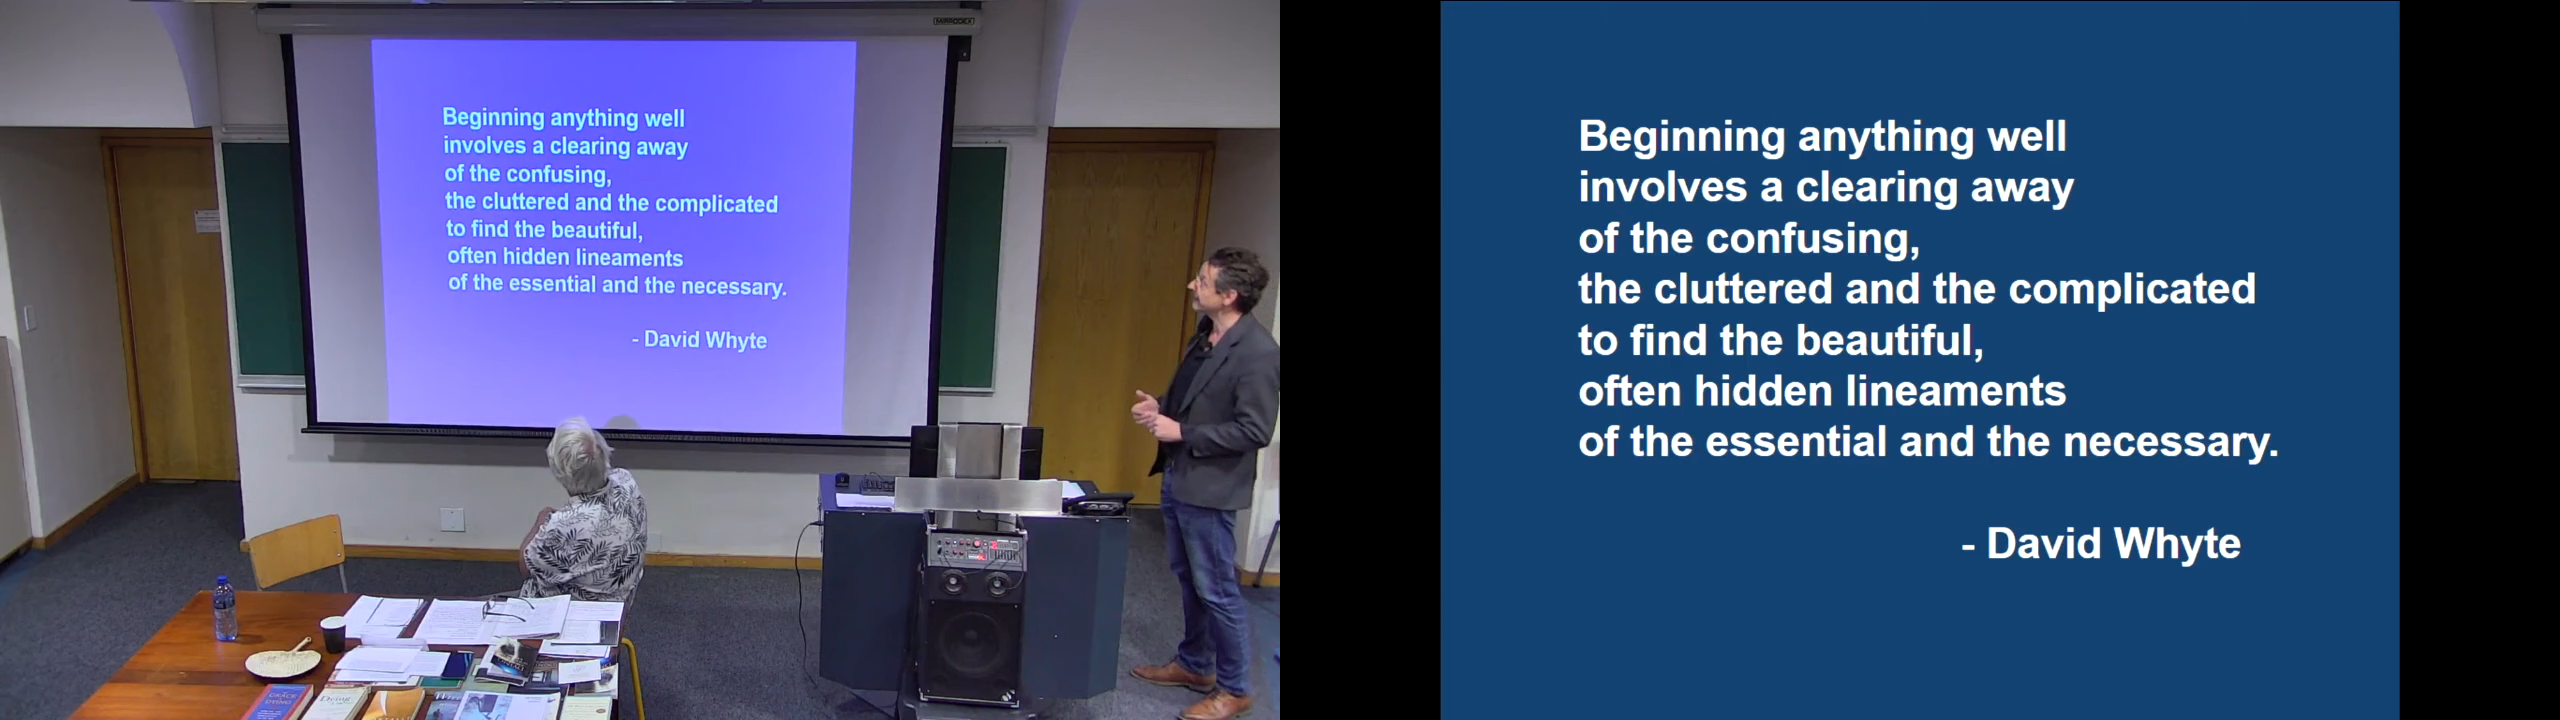 Beginning anything well
involves a clearing away
of the confusing,
the cluttered and the complicated
to find the beautiful,
often hidden lineaments
of the essential and the necessary.
- David Whyte
GRACE
DYING
Dying
Beginning anything well
involves a clearing away
of the confusing,
the cluttered and the complicated
to find the beautiful,
often hidden lineaments
of the essential and the necessary.
- David Whyte